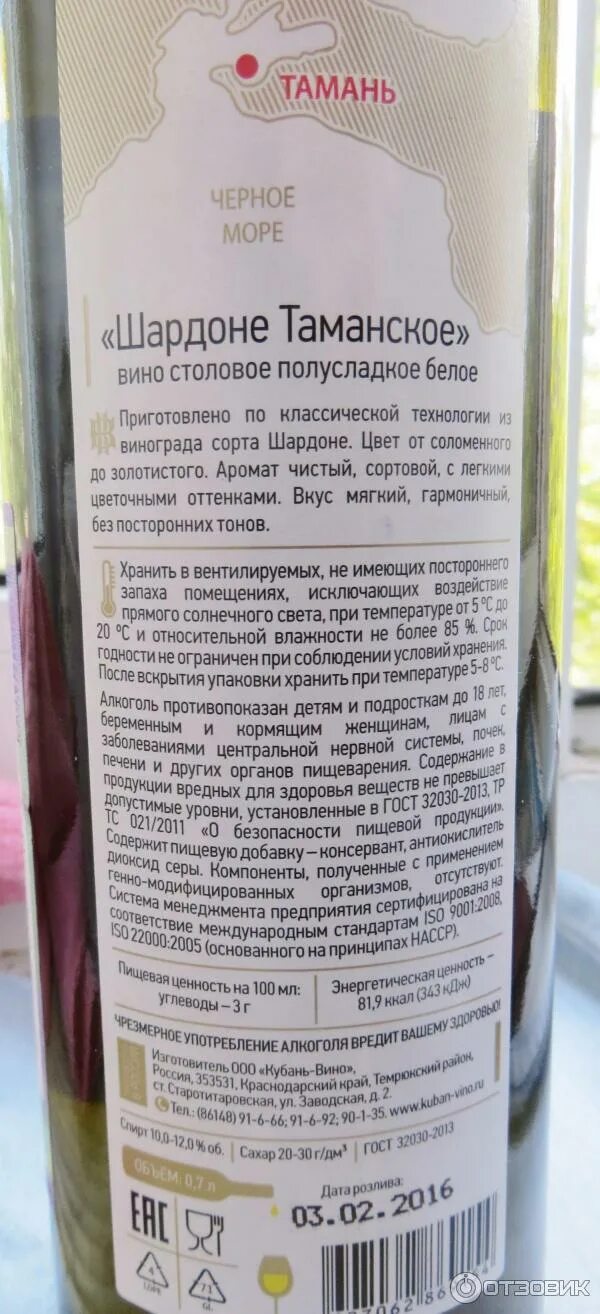 ТАМАНЬ
ЧЕРНОЕ
МОРЕ
«Шардоне Таманское»
вино столовое полусладкое белое
Приготовлено по классической технологии из
винограда сорта Шардоне. Цвет от соломенного
до золотистого. Аромат чистый, сортовой, с легкими
цветочными оттенками. Вкус мягкий, гармоничный,
без посторонних тонов.
Хранить в вентилируемых, не имеющих постороннего
запаха помещениях, исключающих воздействие
прямого солнечного света, при температуре от 5 °С до
20 °С и относительной влажности не более 85 %. Срок
годности не ограничен при соблюдении условий хранения.
После вскрытия упаковки хранить при температуре 5-8 °С.
Алкоголь противопоказан детям и подросткам до 18 лет,
беременным и кормящим женщинам, лицам с
заболеваниями центральной нервной системы, почек,
печени и других органов пищеварения. Содержание в
продукции вредных для здоровья веществ не превышает
допустимые уровни, установленные в ГОСТ 32030-2013, ТР
ТС 021/2011 «О безопасности пищевой продукции».
Содержит пищевую добавку – консервант, антиокислитель
диоксид серы. Компоненты, полученные с применением
генно-модифицированных организмов, отсутствуют.
Система менеджмента предприятия сертифицирована на
соответствие международным стандартам ISO 9001:2008,
ISO 22000:2005 (основанного на принципах НАССР).
Пищевая ценность на 100 мл:
углеводы – 3 г
Энергетическая ценность –
81,9 ккал (343 кДж)
ЧРЕЗМЕРНОЕ УПОТРЕБЛЕНИЕ АЛКОГОЛЯ ВРЕДИТ ВАШЕМУ ЗДОРОВЬЮ!
Изготовитель ООО «Кубань-Вино»,
Россия, 353531, Краснодарский край, Темрюкский район,
ст. Старотитаровская, ул. Заводская, д. 2.
Тел.: (86148) 91-6-66; 91-6-92; 90-1-35. www.kuban-vino.ru
Спирт 10,0-12,0 % об. Сахар 20-30 г/дм³ ГОСТ 32030-2013
ОБЪЕМ: 0,7 л
Дата розлива:
03.02.2016
EAC
4
LDPE
71
GL
ОТЗОВИК